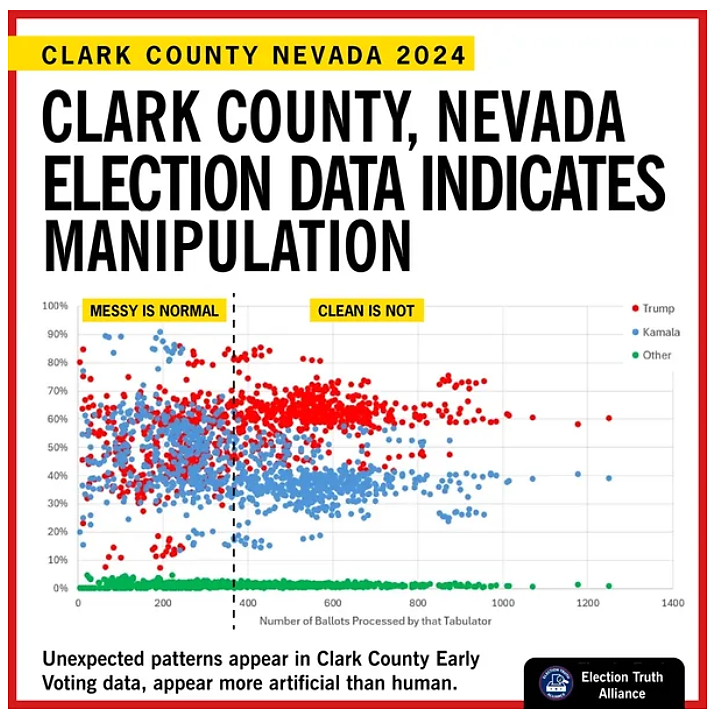 CLARK COUNTY NEVADA 2024
CLARK COUNTY, NEVADA
ELECTION DATA INDICATES
MANIPULATION
MESSY IS NORMAL
CLEAN IS NOT
Trump
Kamala
Other
100%
90%
80%
70%
60%
50%
40%
30%
20%
10%
0%
0 200 400 600 800 1000 1200 1400
Number of Ballots Processed by that Tabulator
Unexpected patterns appear in Clark County Early
Voting data, appear more artificial than human.
Election Truth
Alliance